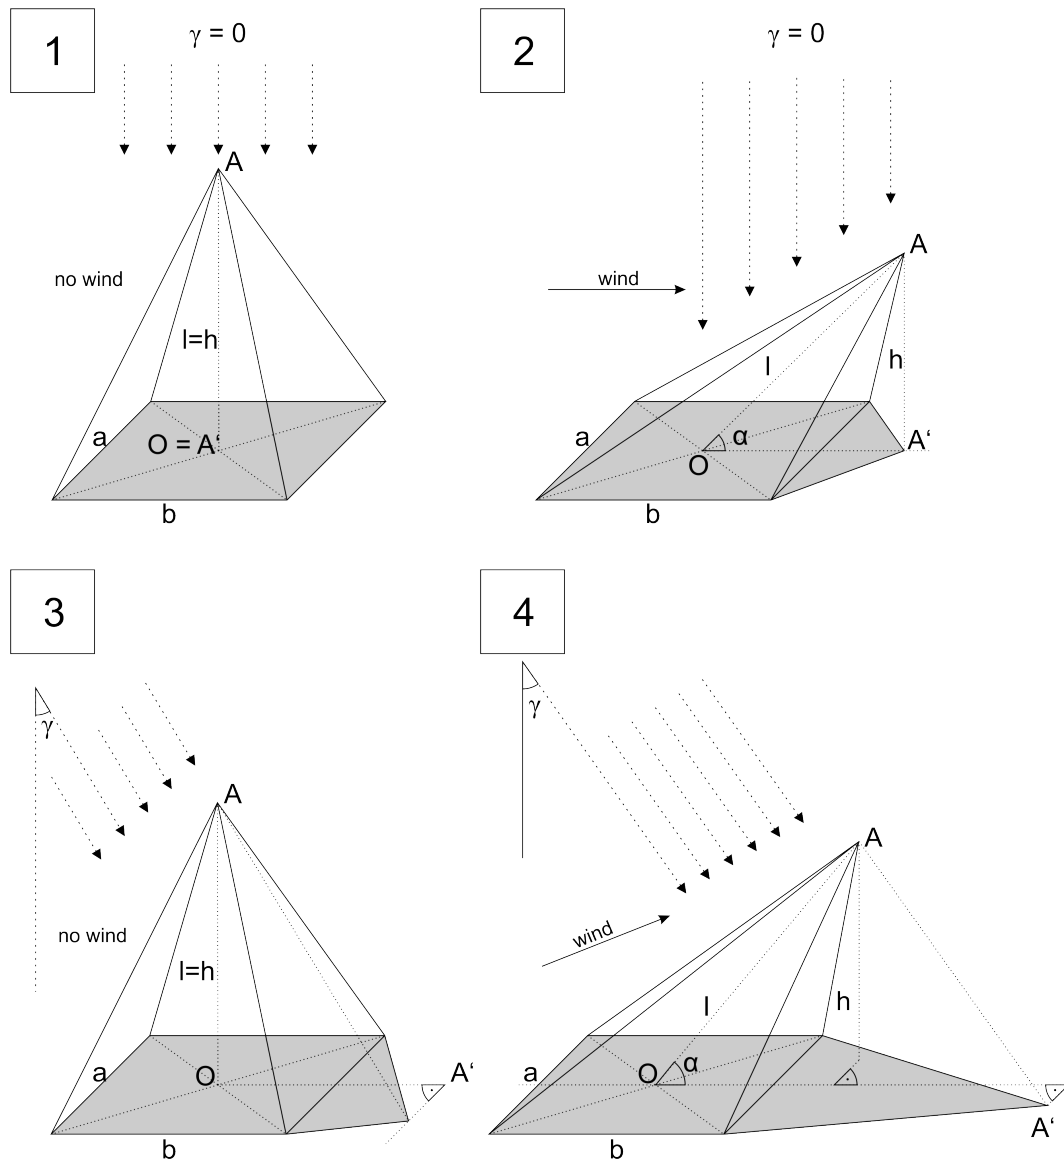 1
γ = 0
A
no wind
l=h
a
O = A‘
b
2
γ = 0
A
wind
l
h
a
α
O
A‘
b
3
γ
A
no wind
l=h
a
O
A‘
b
4
γ
A
wind
l
h
a
O
α
A‘
b